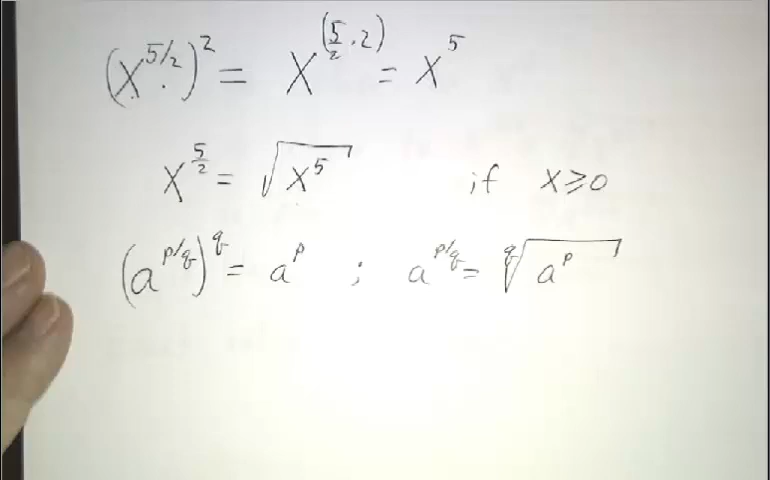 (x^{5/2})^2 = x^{(5/2 · 2)} = x^5
x^{5/2} = √(x^5) if x ≥ 0
(a^{p/q})^q = a^p ; a^{p/q} = ^q√(a^p)